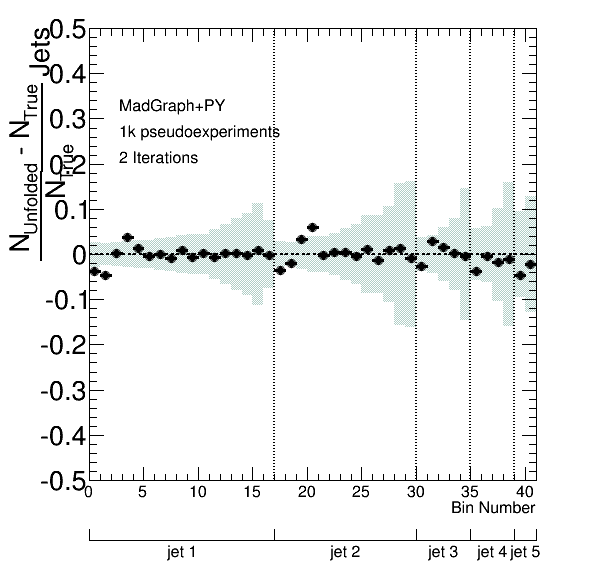 N_Unfolded - N_True Jets
N_True
0.5
0.4
0.3
0.2
0.1
0
-0.1
-0.2
-0.3
-0.4
-0.5
MadGraph+PY
1k pseudoexperiments
2 Iterations
0 5 10 15 20 25 30 35 40
Bin Number
jet 1 jet 2 jet 3 jet 4 jet 5